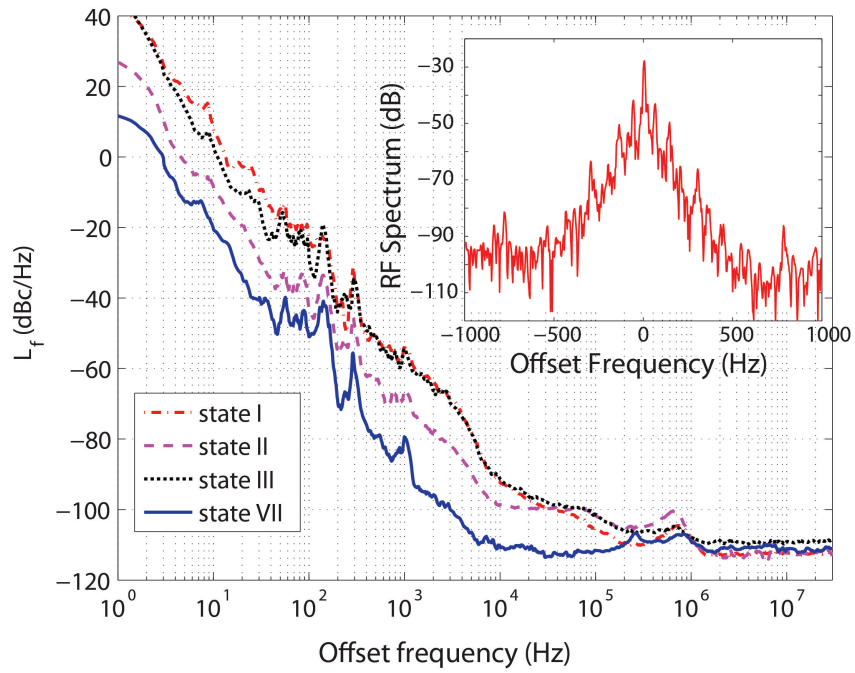 40
20
0
−20
−40
−60
−80
−100
−120
L_f (dBc/Hz)
10^0 10^1 10^2 10^3 10^4 10^5 10^6 10^7
Offset frequency (Hz)
state I
state II
state III
state VII
−30
−50
−70
−90
−110
RF Spectrum (dB)
−1000 −500 0 500 1000
Offset Frequency (Hz)